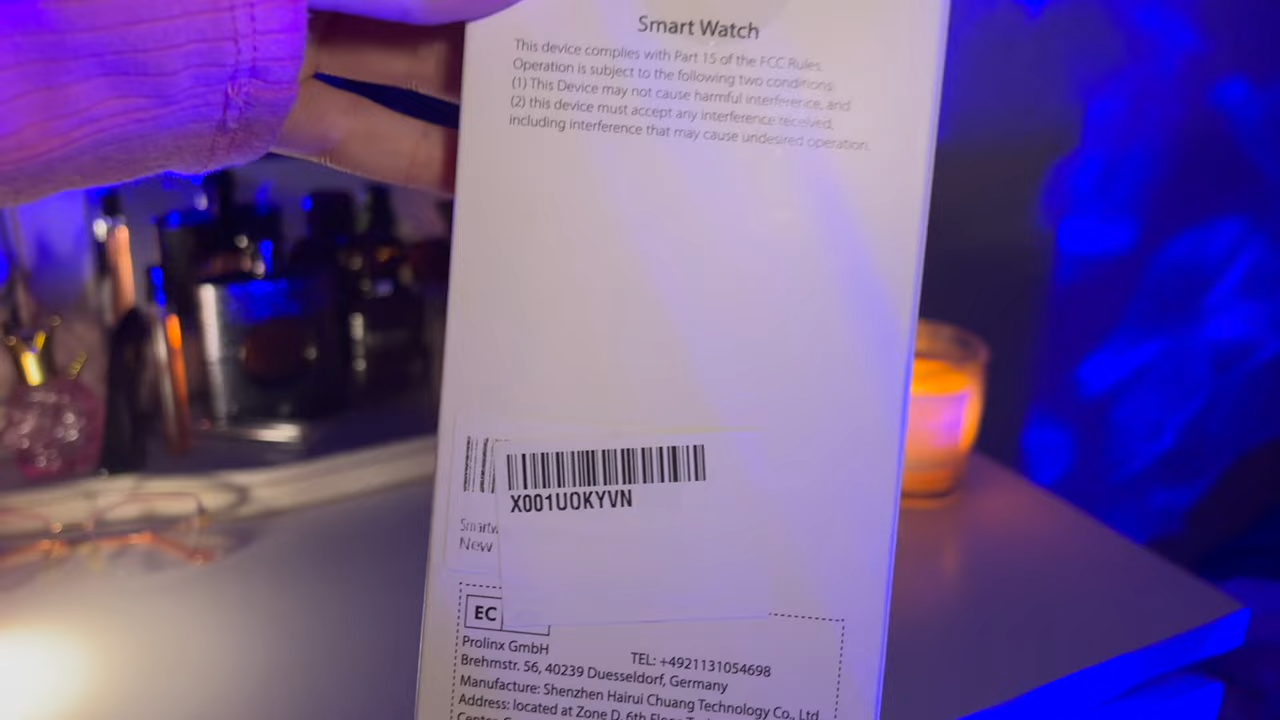 Smart Watch
This device complies with Part 15 of the FCC Rules.
Operation is subject to the following two conditions:
(1) This Device may not cause harmful interference, and
(2) this device must accept any interference received,
including interference that may cause undesired operation.
X001UOKYVN
Smartw
New
EC
Prolinx GmbH
TEL: +4921131054698
Brehmstr. 56, 40239 Duesseldorf, Germany
Manufacture: Shenzhen Hairui Chuang Technology Co., Ltd.
Address: located at Zone D, 6th Floor